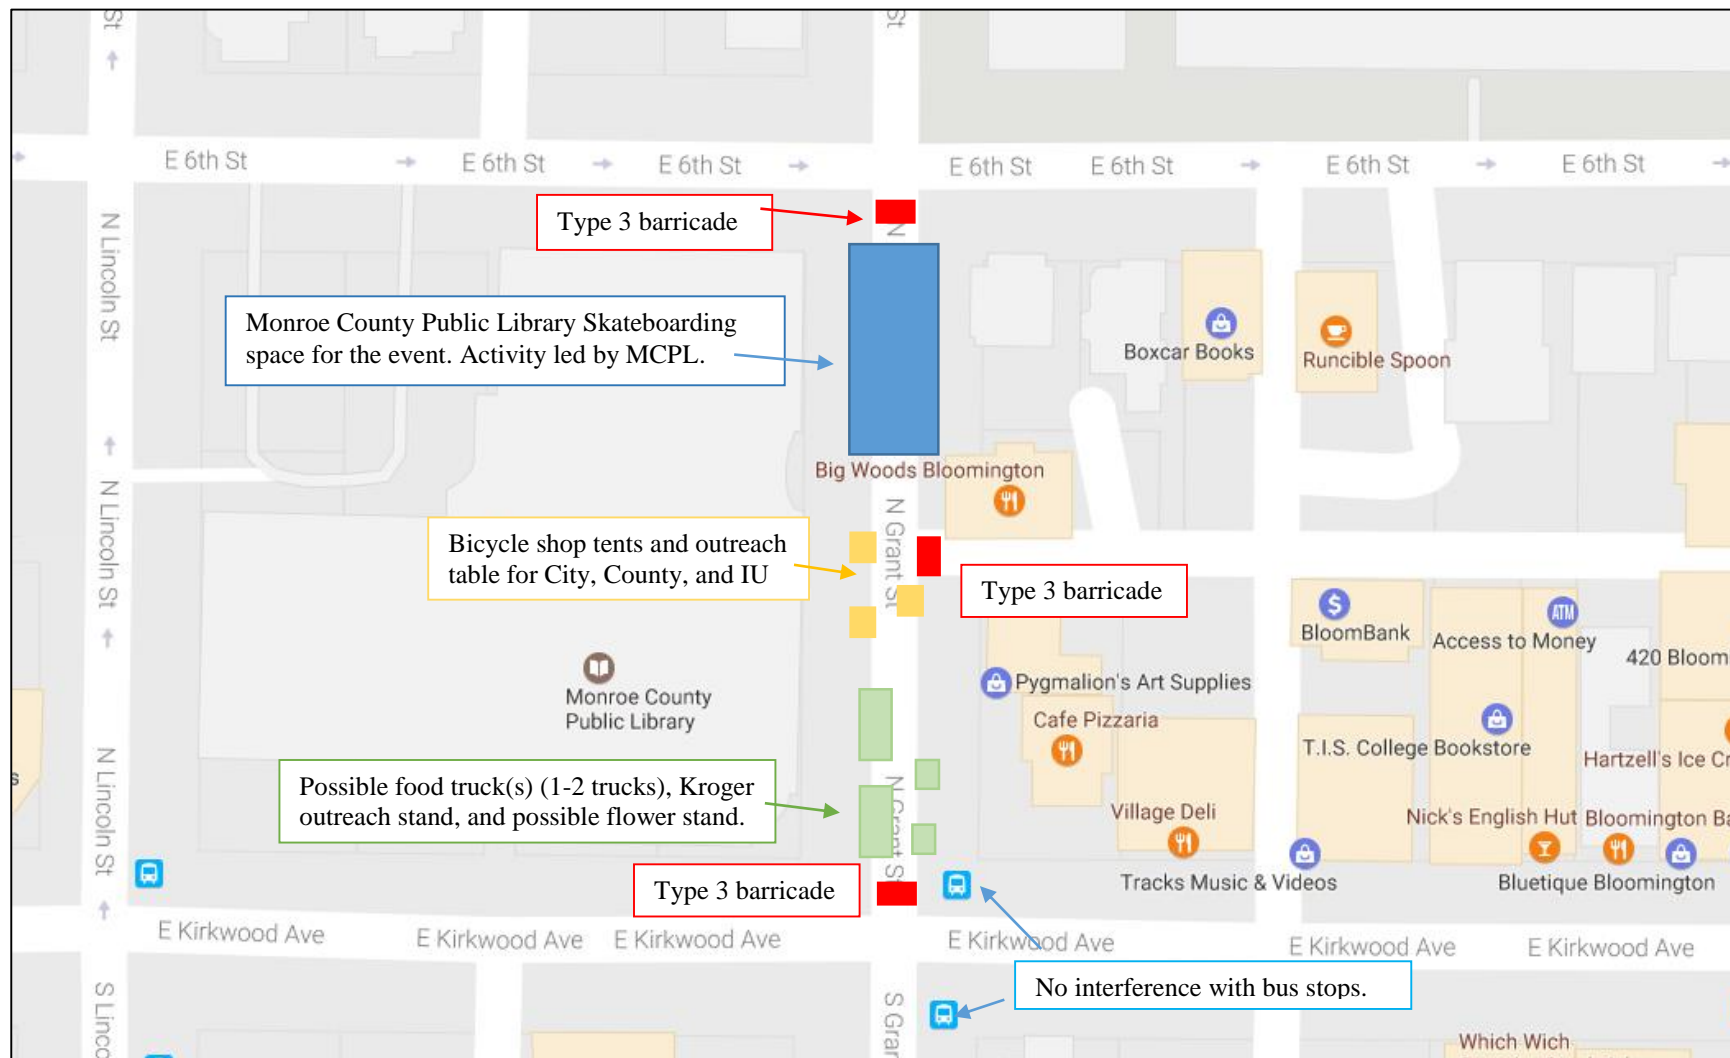 St
St
E 6th St
E 6th St
E 6th St
E 6th St
E 6th St
E 6th St
E 6th St
Type 3 barricade
N
N Lincoln St
Monroe County Public Library Skateboarding
space for the event. Activity led by MCPL.
Boxcar Books
Runcible Spoon
Big Woods Bloomington
N Lincoln St
N Grant St
Bicycle shop tents and outreach
table for City, County, and IU
Type 3 barricade
$
BloomBank
ATM
Access to Money
420 Bloom
Monroe County
Public Library
Pygmalion's Art Supplies
Cafe Pizzaria
T.I.S. College Bookstore
Hartzell's Ice Cr
s
N Lincoln St
N Grant St
Possible food truck(s) (1-2 trucks), Kroger
outreach stand, and possible flower stand.
Village Deli
Nick's English Hut
Bloomington Ba
Type 3 barricade
Tracks Music & Videos
Bluetique Bloomington
E Kirkwood Ave
E Kirkwood Ave
E Kirkwood Ave
E Kirkwood Ave
E Kirkwood Ave
E Kirkwood Ave
No interference with bus stops.
S Linco
S Gran
Which Wich